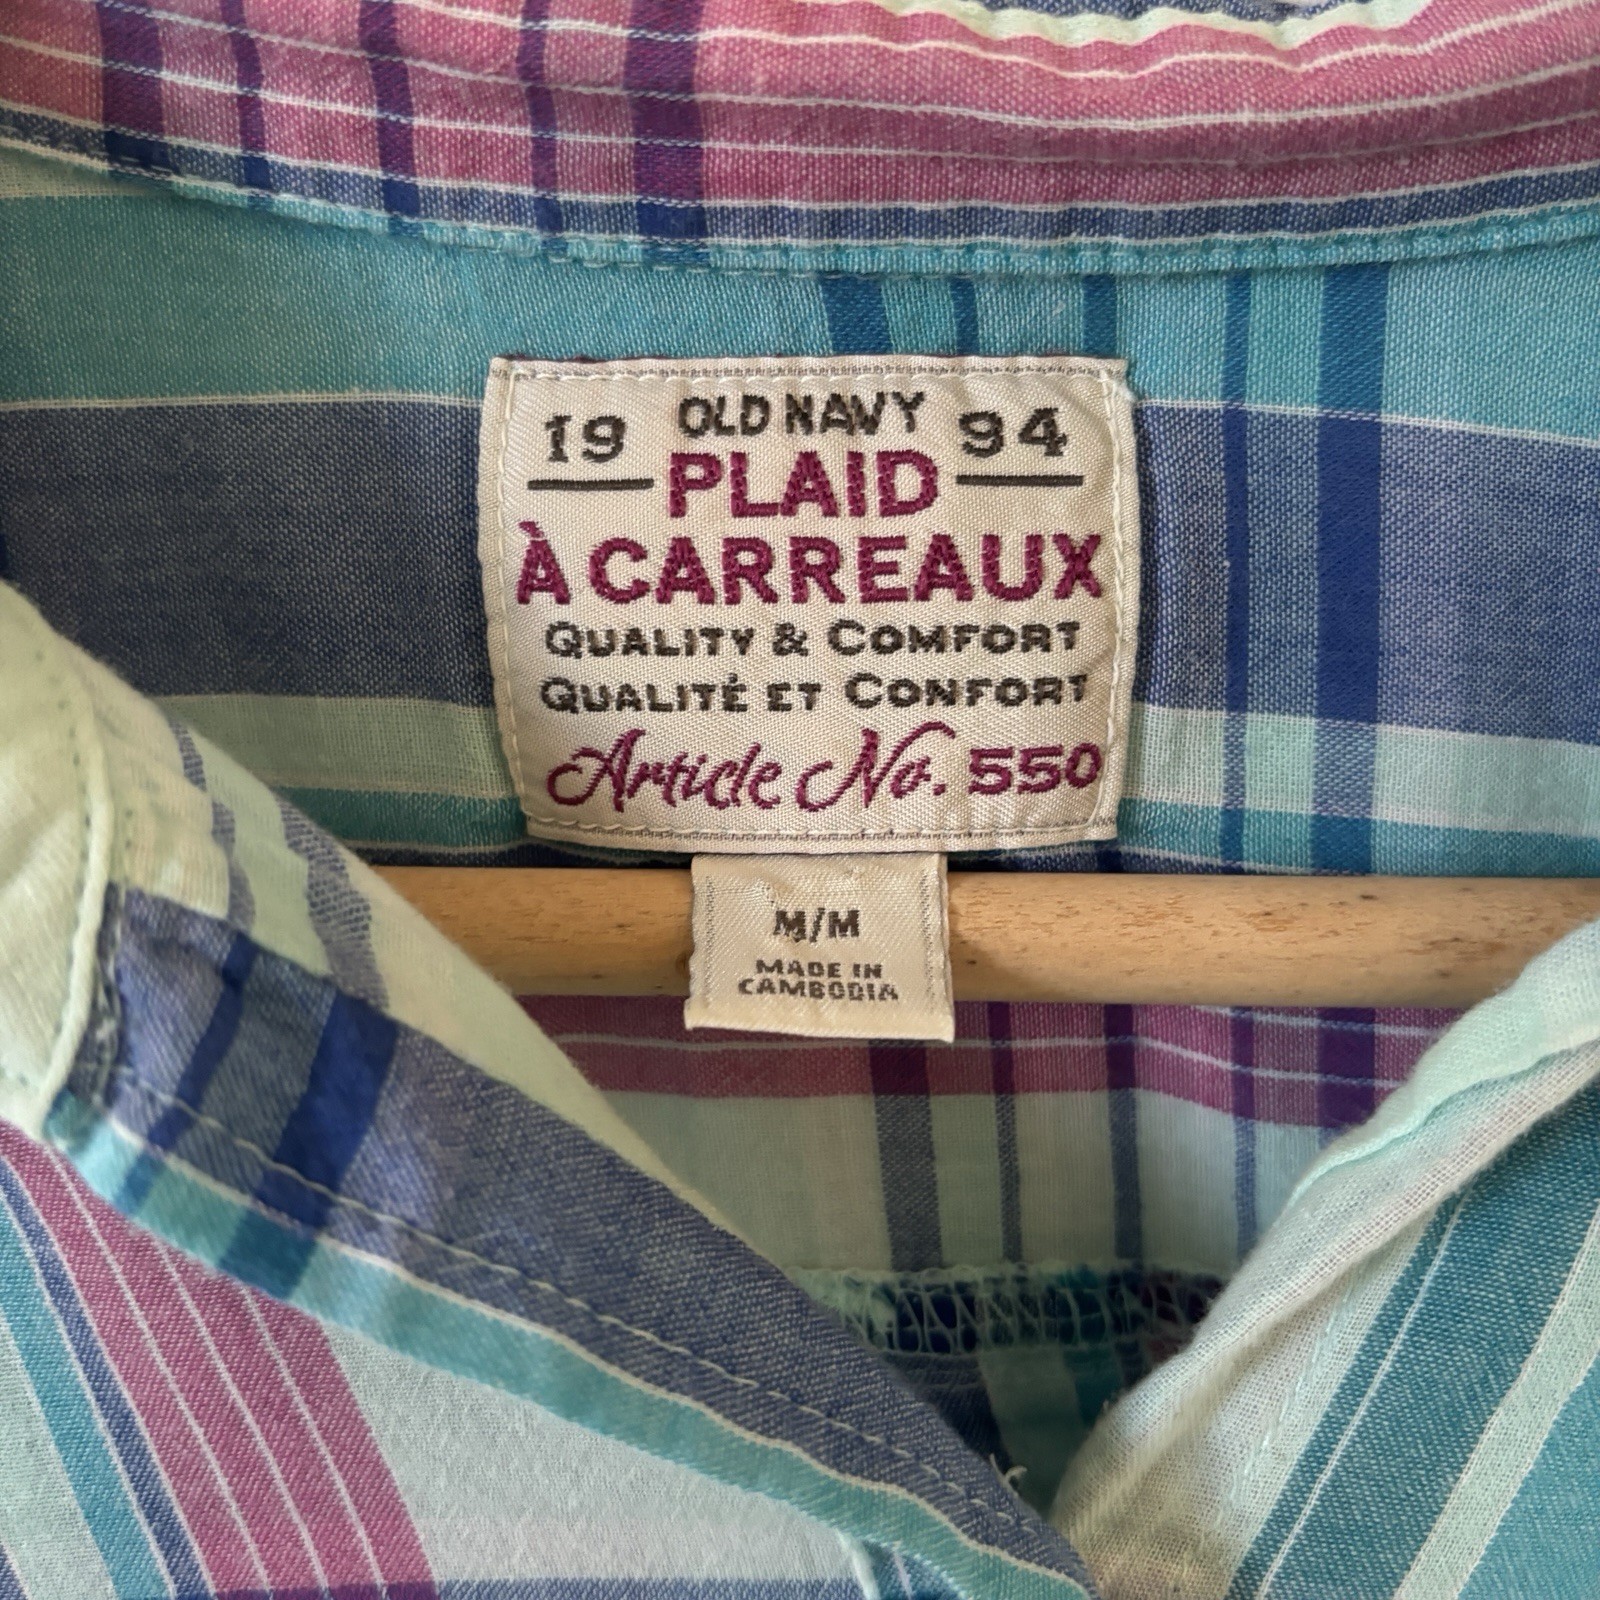 19 OLD NAVY 94
PLAID
À CARREAUX
QUALITY & COMFORT
QUALITÉ ET CONFORT
Article No. 550
M/M
MADE IN
CAMBODIA